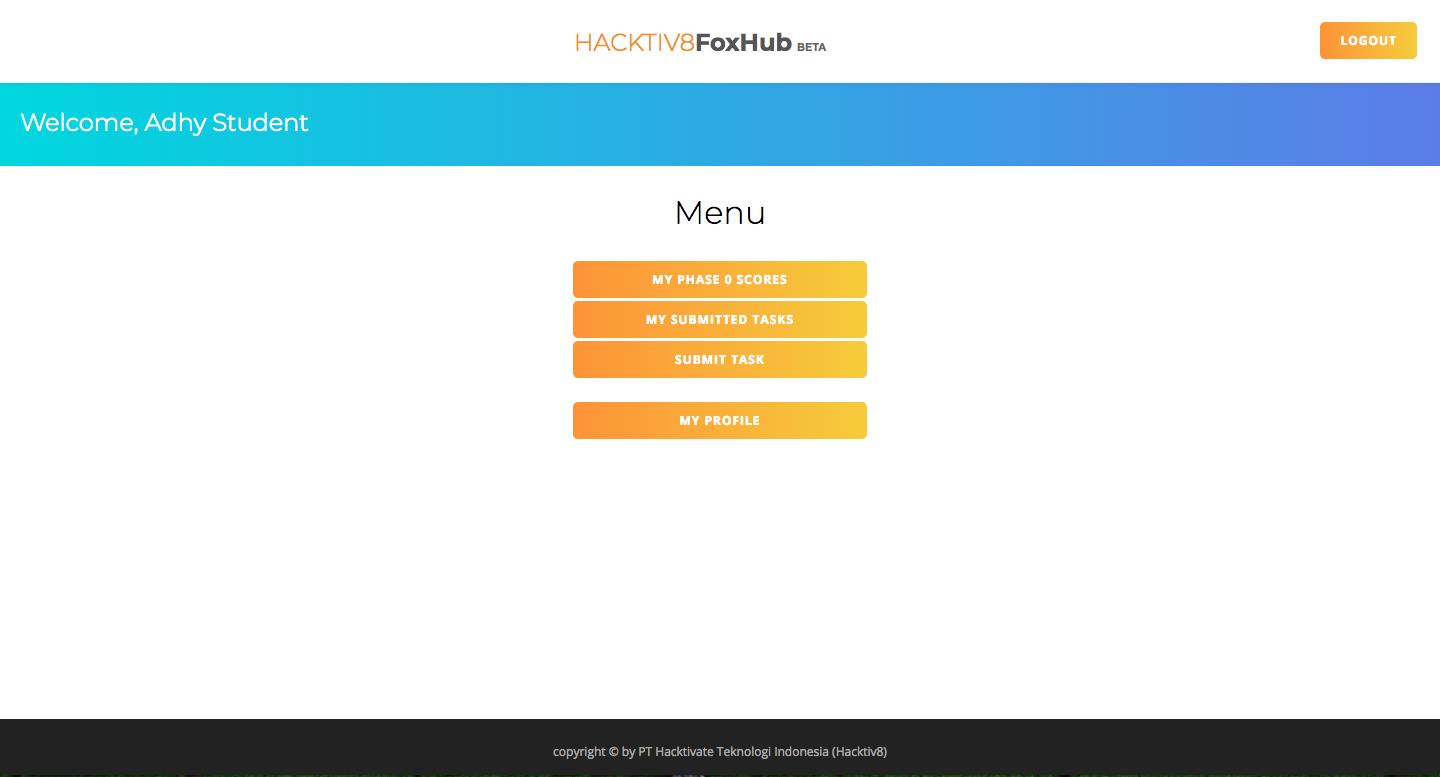 HACKTIV8FoxHub BETA
LOGOUT
Welcome, Adhy Student
Menu
MY PHASE 0 SCORES
MY SUBMITTED TASKS
SUBMIT TASK
MY PROFILE
copyright © by PT Hacktivate Teknologi Indonesia (Hacktiv8)